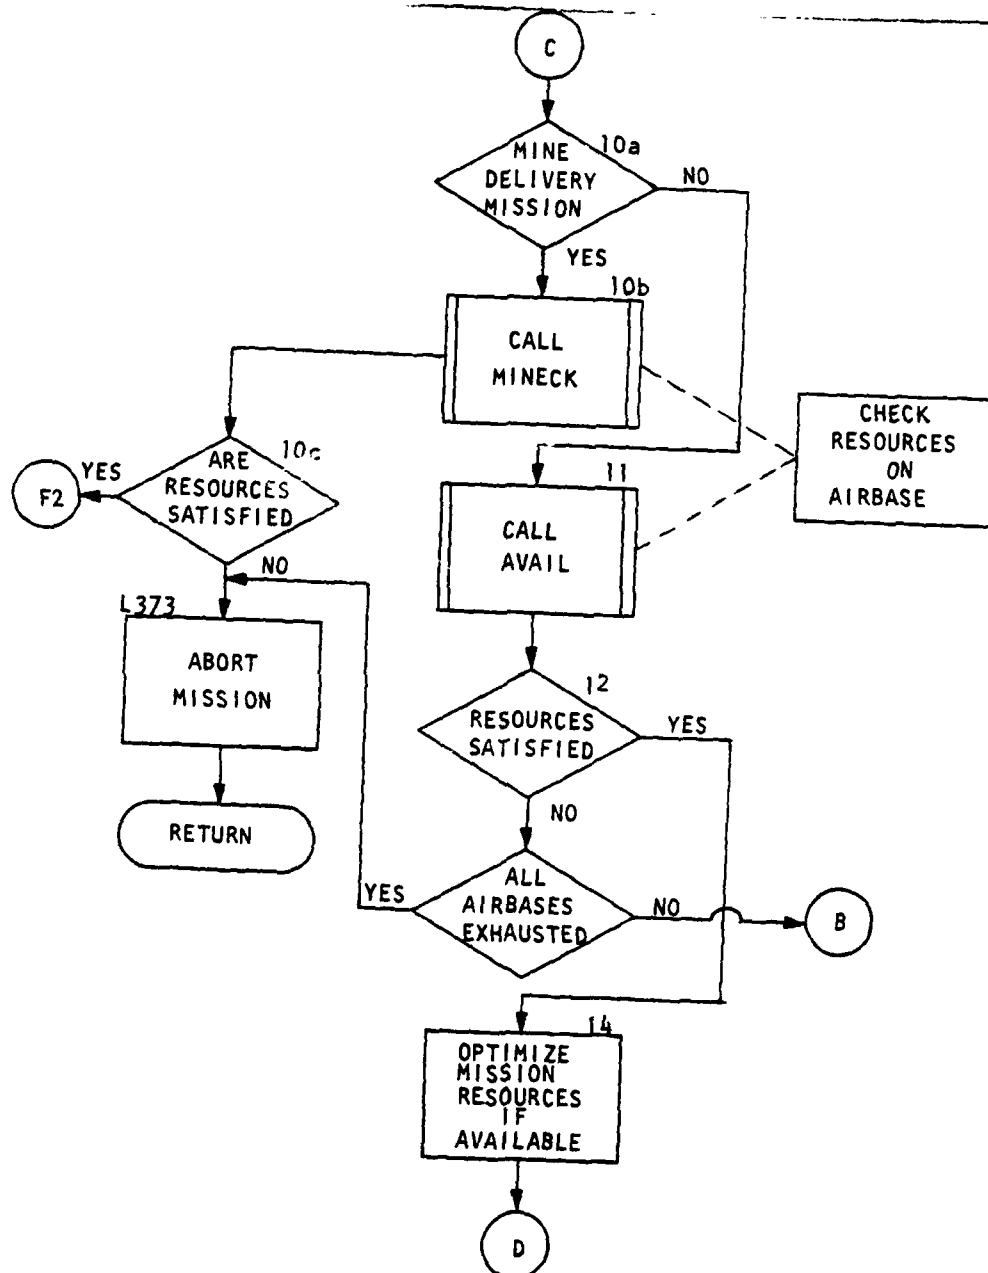 C
10a
MINE
DELIVERY
MISSION
NO
YES
10b
CALL
MINECK
CHECK
RESOURCES
ON
AIRBASE
10c
ARE
RESOURCES
SATISFIED
YES
F2
NO
11
CALL
AVAIL
L373
ABORT
MISSION
12
RESOURCES
SATISFIED
YES
NO
RETURN
ALL
AIRBASES
EXHAUSTED
YES
NO
B
14
OPTIMIZE
MISSION
RESOURCES
IF
AVAILABLE
D